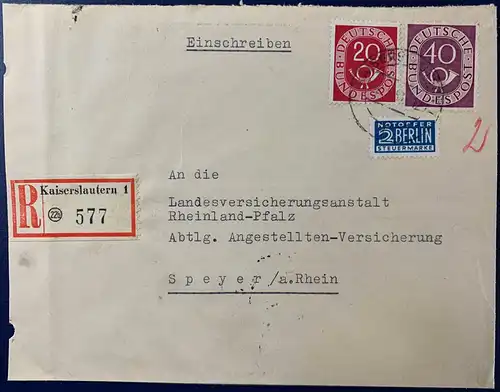 Einschreiben
DEUTSCHE
20
BUNDESPOST
DEUTSCHE
40
BUNDESPOST
NOTOPFER
2 BERLIN
STEUERMARKE
R
Kaiserslautern 1
22b
577
An die
Landesversicherungsanstalt
Rheinland-Pfalz
Abtlg. Angestellten-Versicherung
Speyer/a.Rhein